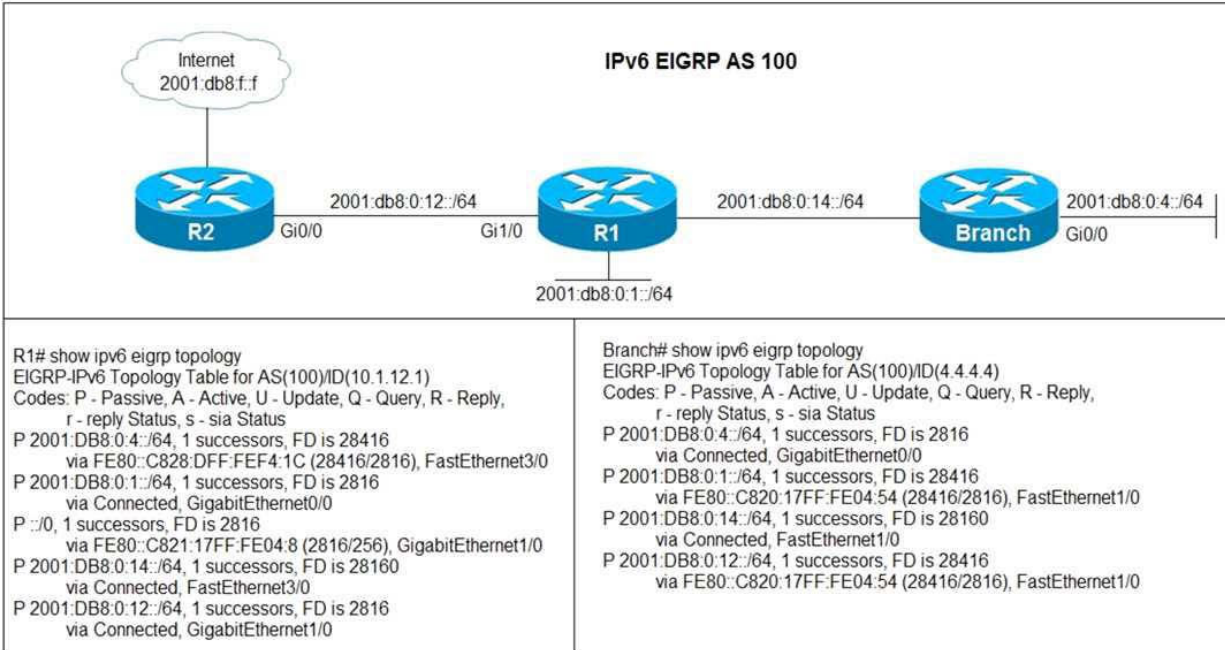 Internet
2001:db8:f::f
IPv6 EIGRP AS 100
2001:db8:0:12::/64
2001:db8:0:14::/64
2001:db8:0:4::/64
R2
Gi0/0
Gi1/0
R1
Branch
Gi0/0
2001:db8:0:1::/64
R1# show ipv6 eigrp topology
EIGRP-IPv6 Topology Table for AS(100)/ID(10.1.12.1)
Codes: P - Passive, A - Active, U - Update, Q - Query, R - Reply,
r - reply Status, s - sia Status
P 2001:DB8:0:4::/64, 1 successors, FD is 28416
via FE80::C828:DFF:FEF4:1C (28416/2816), FastEthernet3/0
P 2001:DB8:0:1::/64, 1 successors, FD is 2816
via Connected, GigabitEthernet0/0
P ::/0, 1 successors, FD is 2816
via FE80::C821:17FF:FE04:8 (2816/256), GigabitEthernet1/0
P 2001:DB8:0:14::/64, 1 successors, FD is 28160
via Connected, FastEthernet3/0
P 2001:DB8:0:12::/64, 1 successors, FD is 2816
via Connected, GigabitEthernet1/0
Branch# show ipv6 eigrp topology
EIGRP-IPv6 Topology Table for AS(100)/ID(4.4.4.4)
Codes: P - Passive, A - Active, U - Update, Q - Query, R - Reply,
r - reply Status, s - sia Status
P 2001:DB8:0:4::/64, 1 successors, FD is 2816
via Connected, GigabitEthernet0/0
P 2001:DB8:0:1::/64, 1 successors, FD is 28416
via FE80::C820:17FF:FE04:54 (28416/2816), FastEthernet1/0
P 2001:DB8:0:14::/64, 1 successors, FD is 28160
via Connected, FastEthernet1/0
P 2001:DB8:0:12::/64, 1 successors, FD is 28416
via FE80::C820:17FF:FE04:54 (28416/2816), FastEthernet1/0